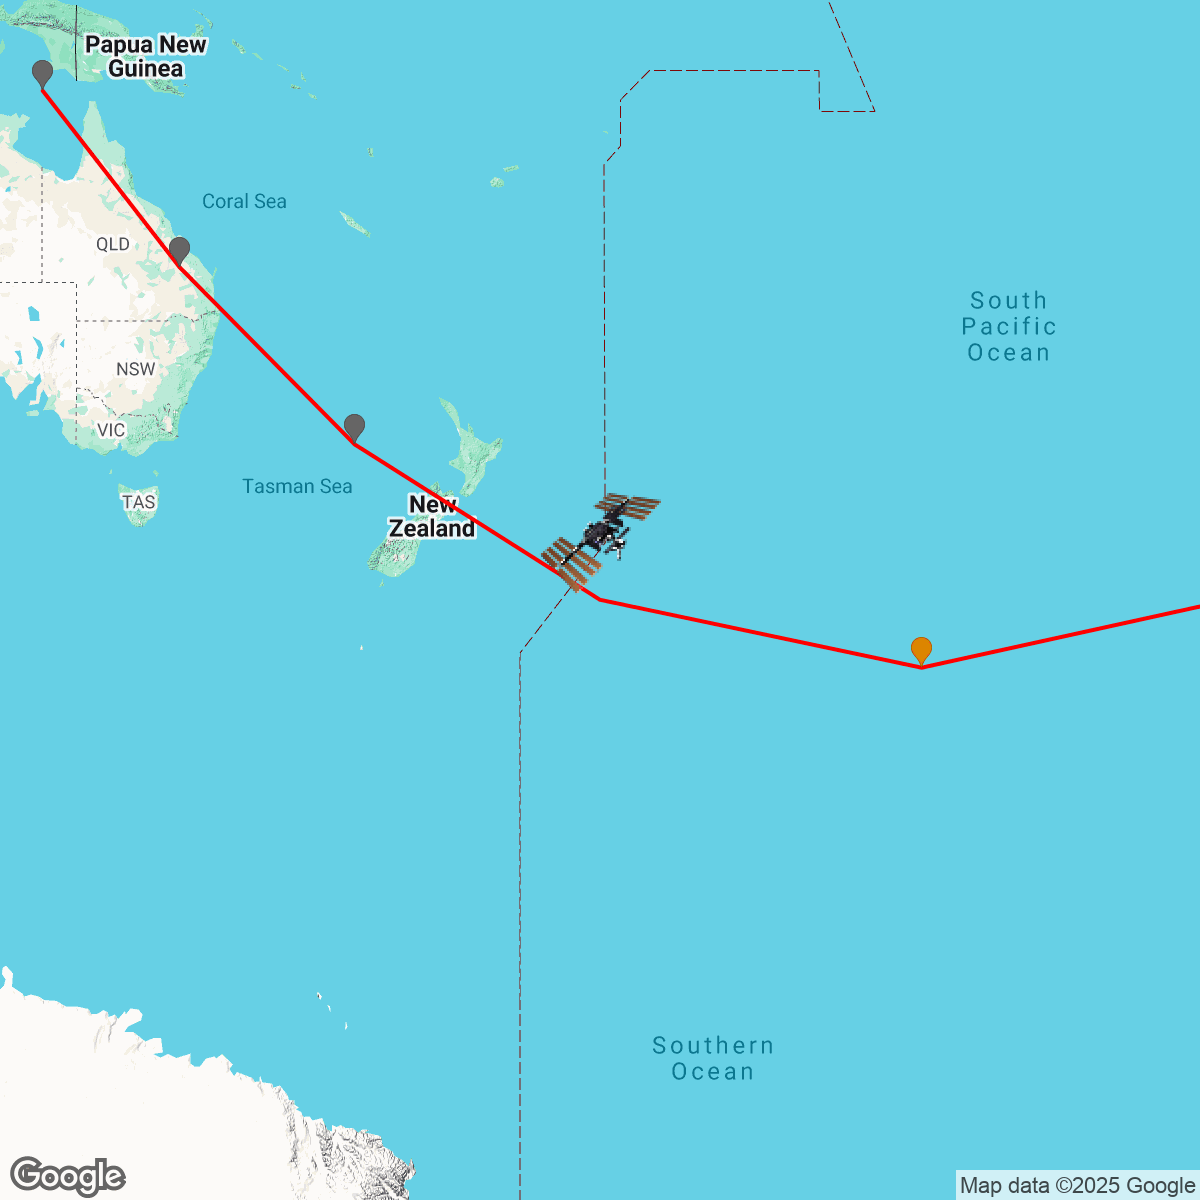 Papua New
Guinea
Coral Sea
QLD
South
Pacific
Ocean
NSW
VIC
Tasman Sea
TAS
New
Zealand
Southern
Ocean
Google
Map data ©2025 Google